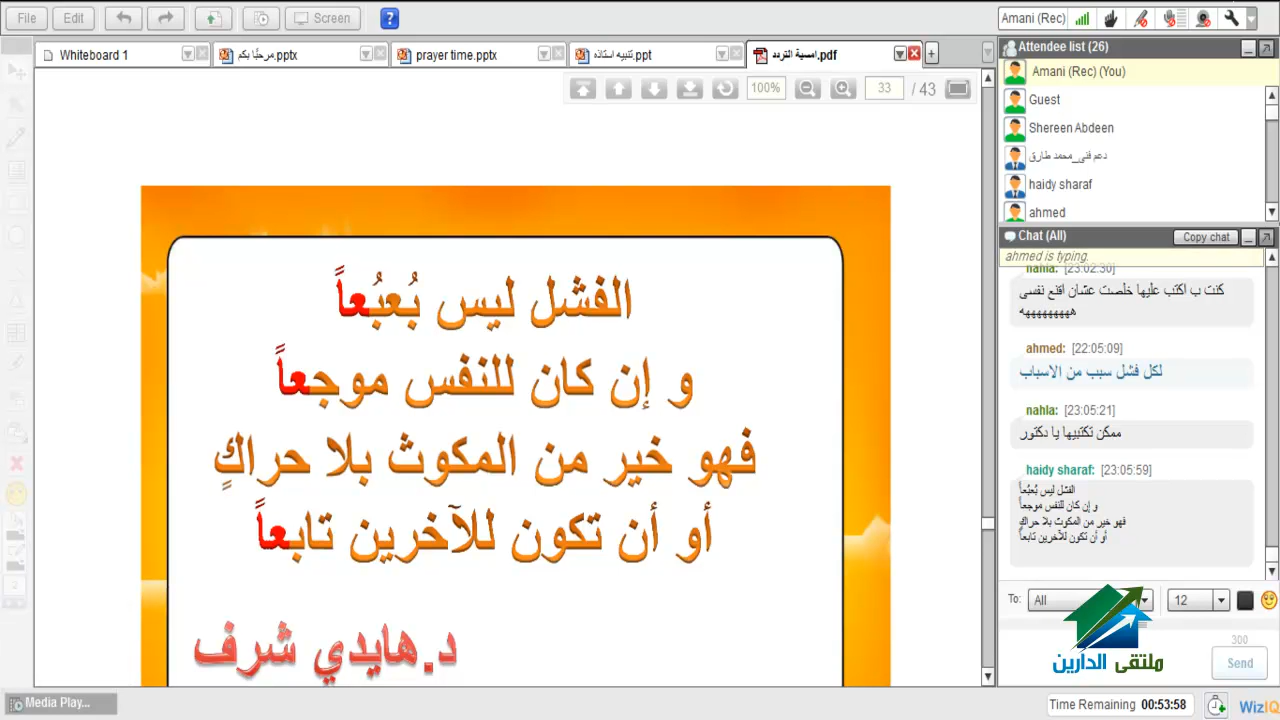 File
Edit
Screen
?
Amani (Rec)
Whiteboard 1
مرحبًا بكم.pptx
prayer time.pptx
تنبيه استاذه.ppt
امسية التردد.pdf
+
100%
33
/ 43
الفشل ليس بُعبُعاً
و إن كان للنفس موجعاً
فهو خير من المكوث بلا حراكٍ
أو أن تكون للآخرين تابعاً
د.هايدي شرف
Attendee list (26)
Amani (Rec) (You)
Guest
Shereen Abdeen
دعم فنى_محمد طارق
haidy sharaf
ahmed
Chat (All)
Copy chat
ahmed is typing.
nahla: [23:02:30]
كنت ب اكتب عليها خلصت عشان اقنع نفسى
هههههههههه
ahmed: [22:05:09]
لكل فشل سبب من الاسباب
nahla: [23:05:21]
ممكن تكتبيها يا دكتور
haidy sharaf: [23:05:59]
الفشل ليس بُعبُعاً
و إن كان للنفس موجعاً
فهو خير من المكوث بلا حراكٍ
أو أن تكون للآخرين تابعاً
To:
All
12
ملتقى الدارين
300
Send
Media Play...
Time Remaining 00:53:58
WizIQ